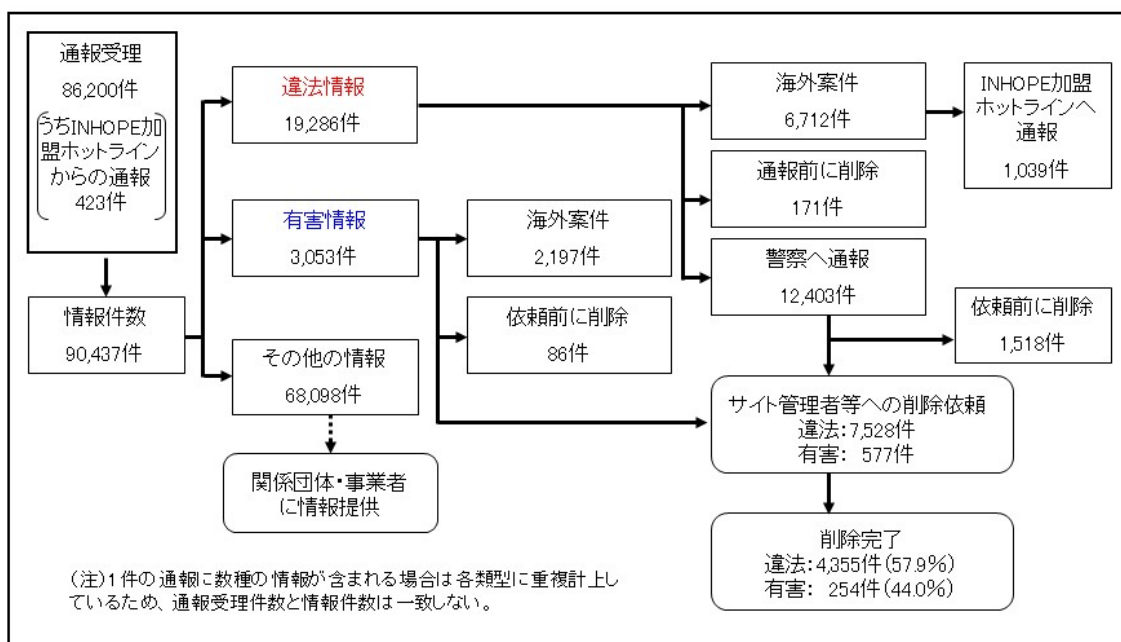 通報受理
86,200件
うちINHOPE加
盟ホットライン
からの通報
423件
情報件数
90,437件
違法情報
19,286件
有害情報
3,053件
その他の情報
68,098件
関係団体・事業者
に情報提供
海外案件
2,197件
依頼前に削除
86件
海外案件
6,712件
通報前に削除
171件
警察へ通報
12,403件
INHOPE加盟
ホットラインへ
通報
1,039件
依頼前に削除
1,518件
サイト管理者等への削除依頼
違法:7,528件
有害: 577件
削除完了
違法:4,355件(57.9%)
有害: 254件(44.0%)
(注)1件の通報に数種の情報が含まれる場合は各類型に重複計上し
ているため、通報受理件数と情報件数は一致しない。